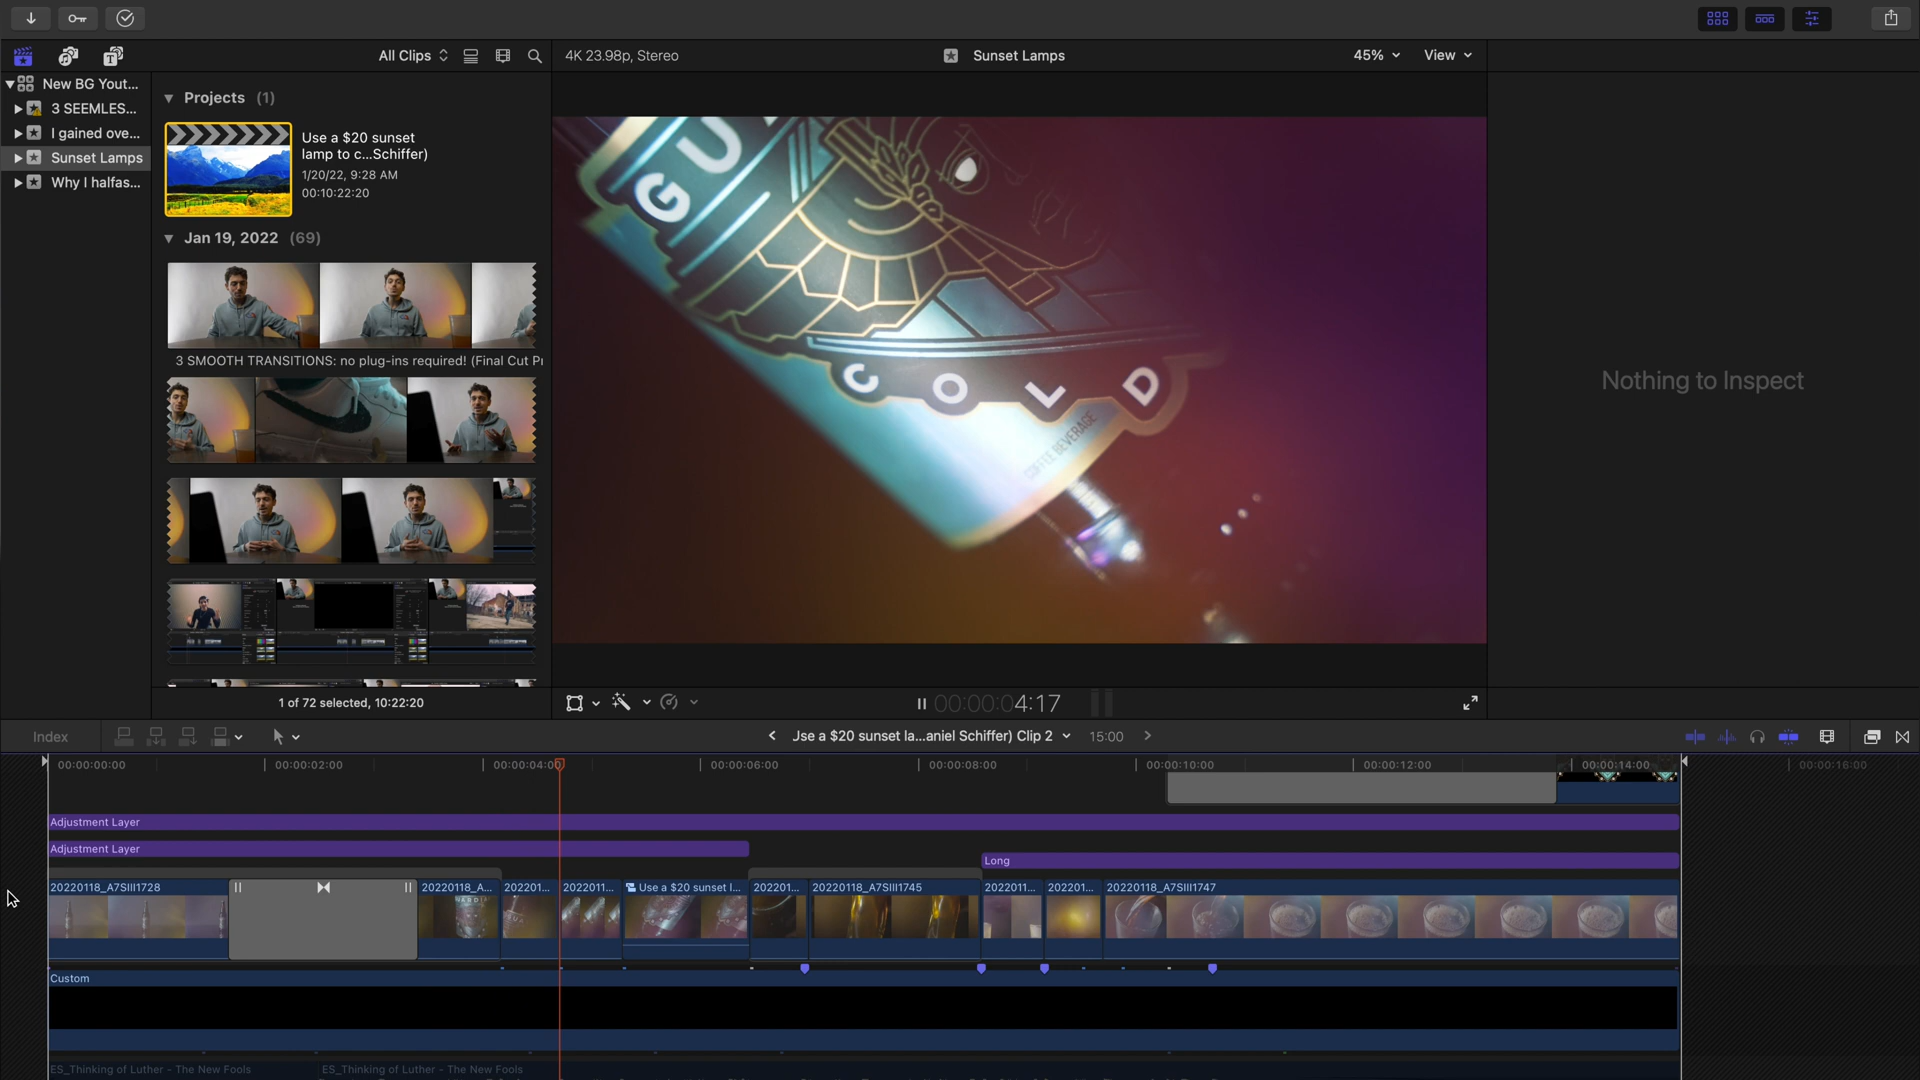 All Clips
4K 23.98p, Stereo
Sunset Lamps
45%
View
New BG Yout...
3 SEEMLES...
I gained ove...
Sunset Lamps
Why I halfas...
Projects (1)
Use a $20 sunset
lamp to c...Schiffer)
1/20/22, 9:28 AM
00:10:22:20
Jan 19, 2022 (69)
3 SMOOTH TRANSITIONS: no plug-ins required! (Final Cut Pr
1 of 72 selected, 10:22:20
GU
COLD
COFFEE BEVERAGE
Nothing to Inspect
00:00:04:17
Index
Jse a $20 sunset la...aniel Schiffer) Clip 2
15:00
00:00:00:00
00:00:02:00
00:00:04:00
00:00:06:00
00:00:08:00
00:00:10:00
00:00:12:00
00:00:14:00
00:00:16:00
Adjustment Layer
Adjustment Layer
Long
20220118_A7SIII1728
20220118_A...
202201...
2022011...
Use a $20 sunset l...
202201...
20220118_A7SIII1745
2022011...
202201...
20220118_A7SIII1747
Custom
ES_Thinking of Luther - The New Fools
ES_Thinking of Luther - The New Fools